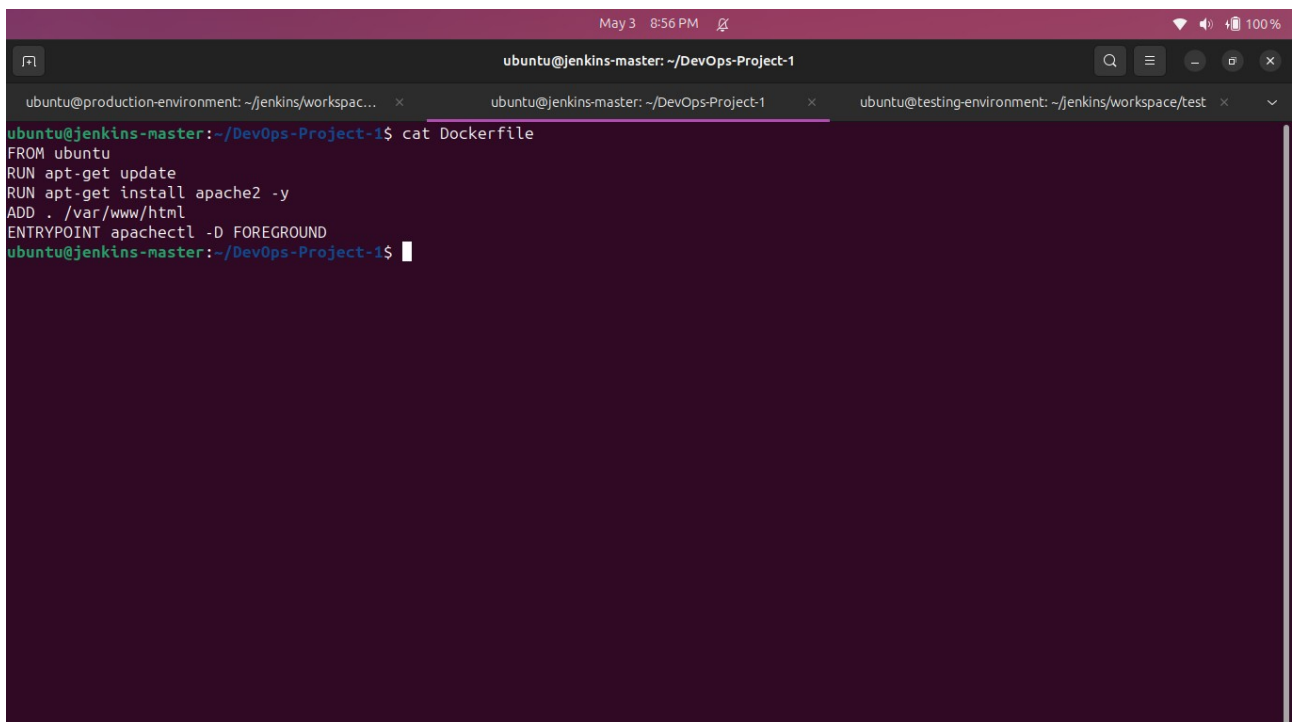 May 3 8:56 PM
100 %
ubuntu@jenkins-master: ~/DevOps-Project-1
ubuntu@production-environment: ~/jenkins/workspac...
ubuntu@jenkins-master: ~/DevOps-Project-1
ubuntu@testing-environment: ~/jenkins/workspace/test
ubuntu@jenkins-master:~/DevOps-Project-1$ cat Dockerfile
FROM ubuntu
RUN apt-get update
RUN apt-get install apache2 -y
ADD . /var/www/html
ENTRYPOINT apachectl -D FOREGROUND
ubuntu@jenkins-master:~/DevOps-Project-1$